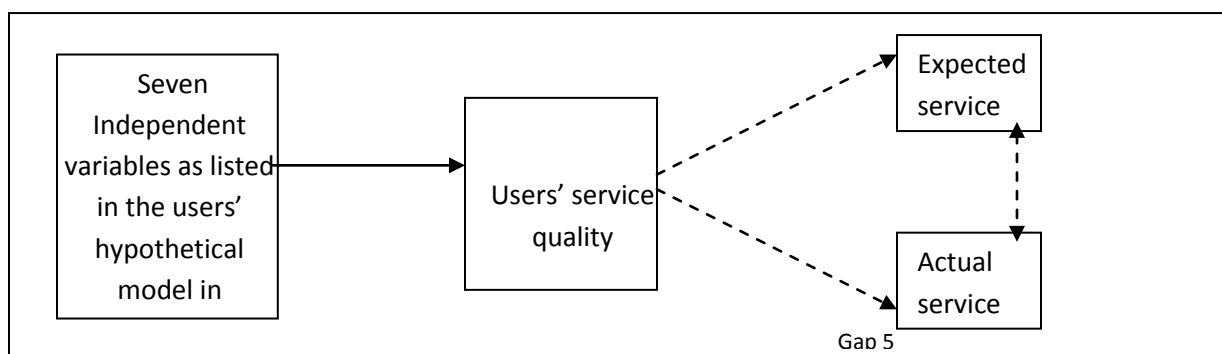 Seven
Independent
variables as listed
in the users’
hypothetical
model in
Users’ service
quality
Expected
service
Actual
service
Gap 5